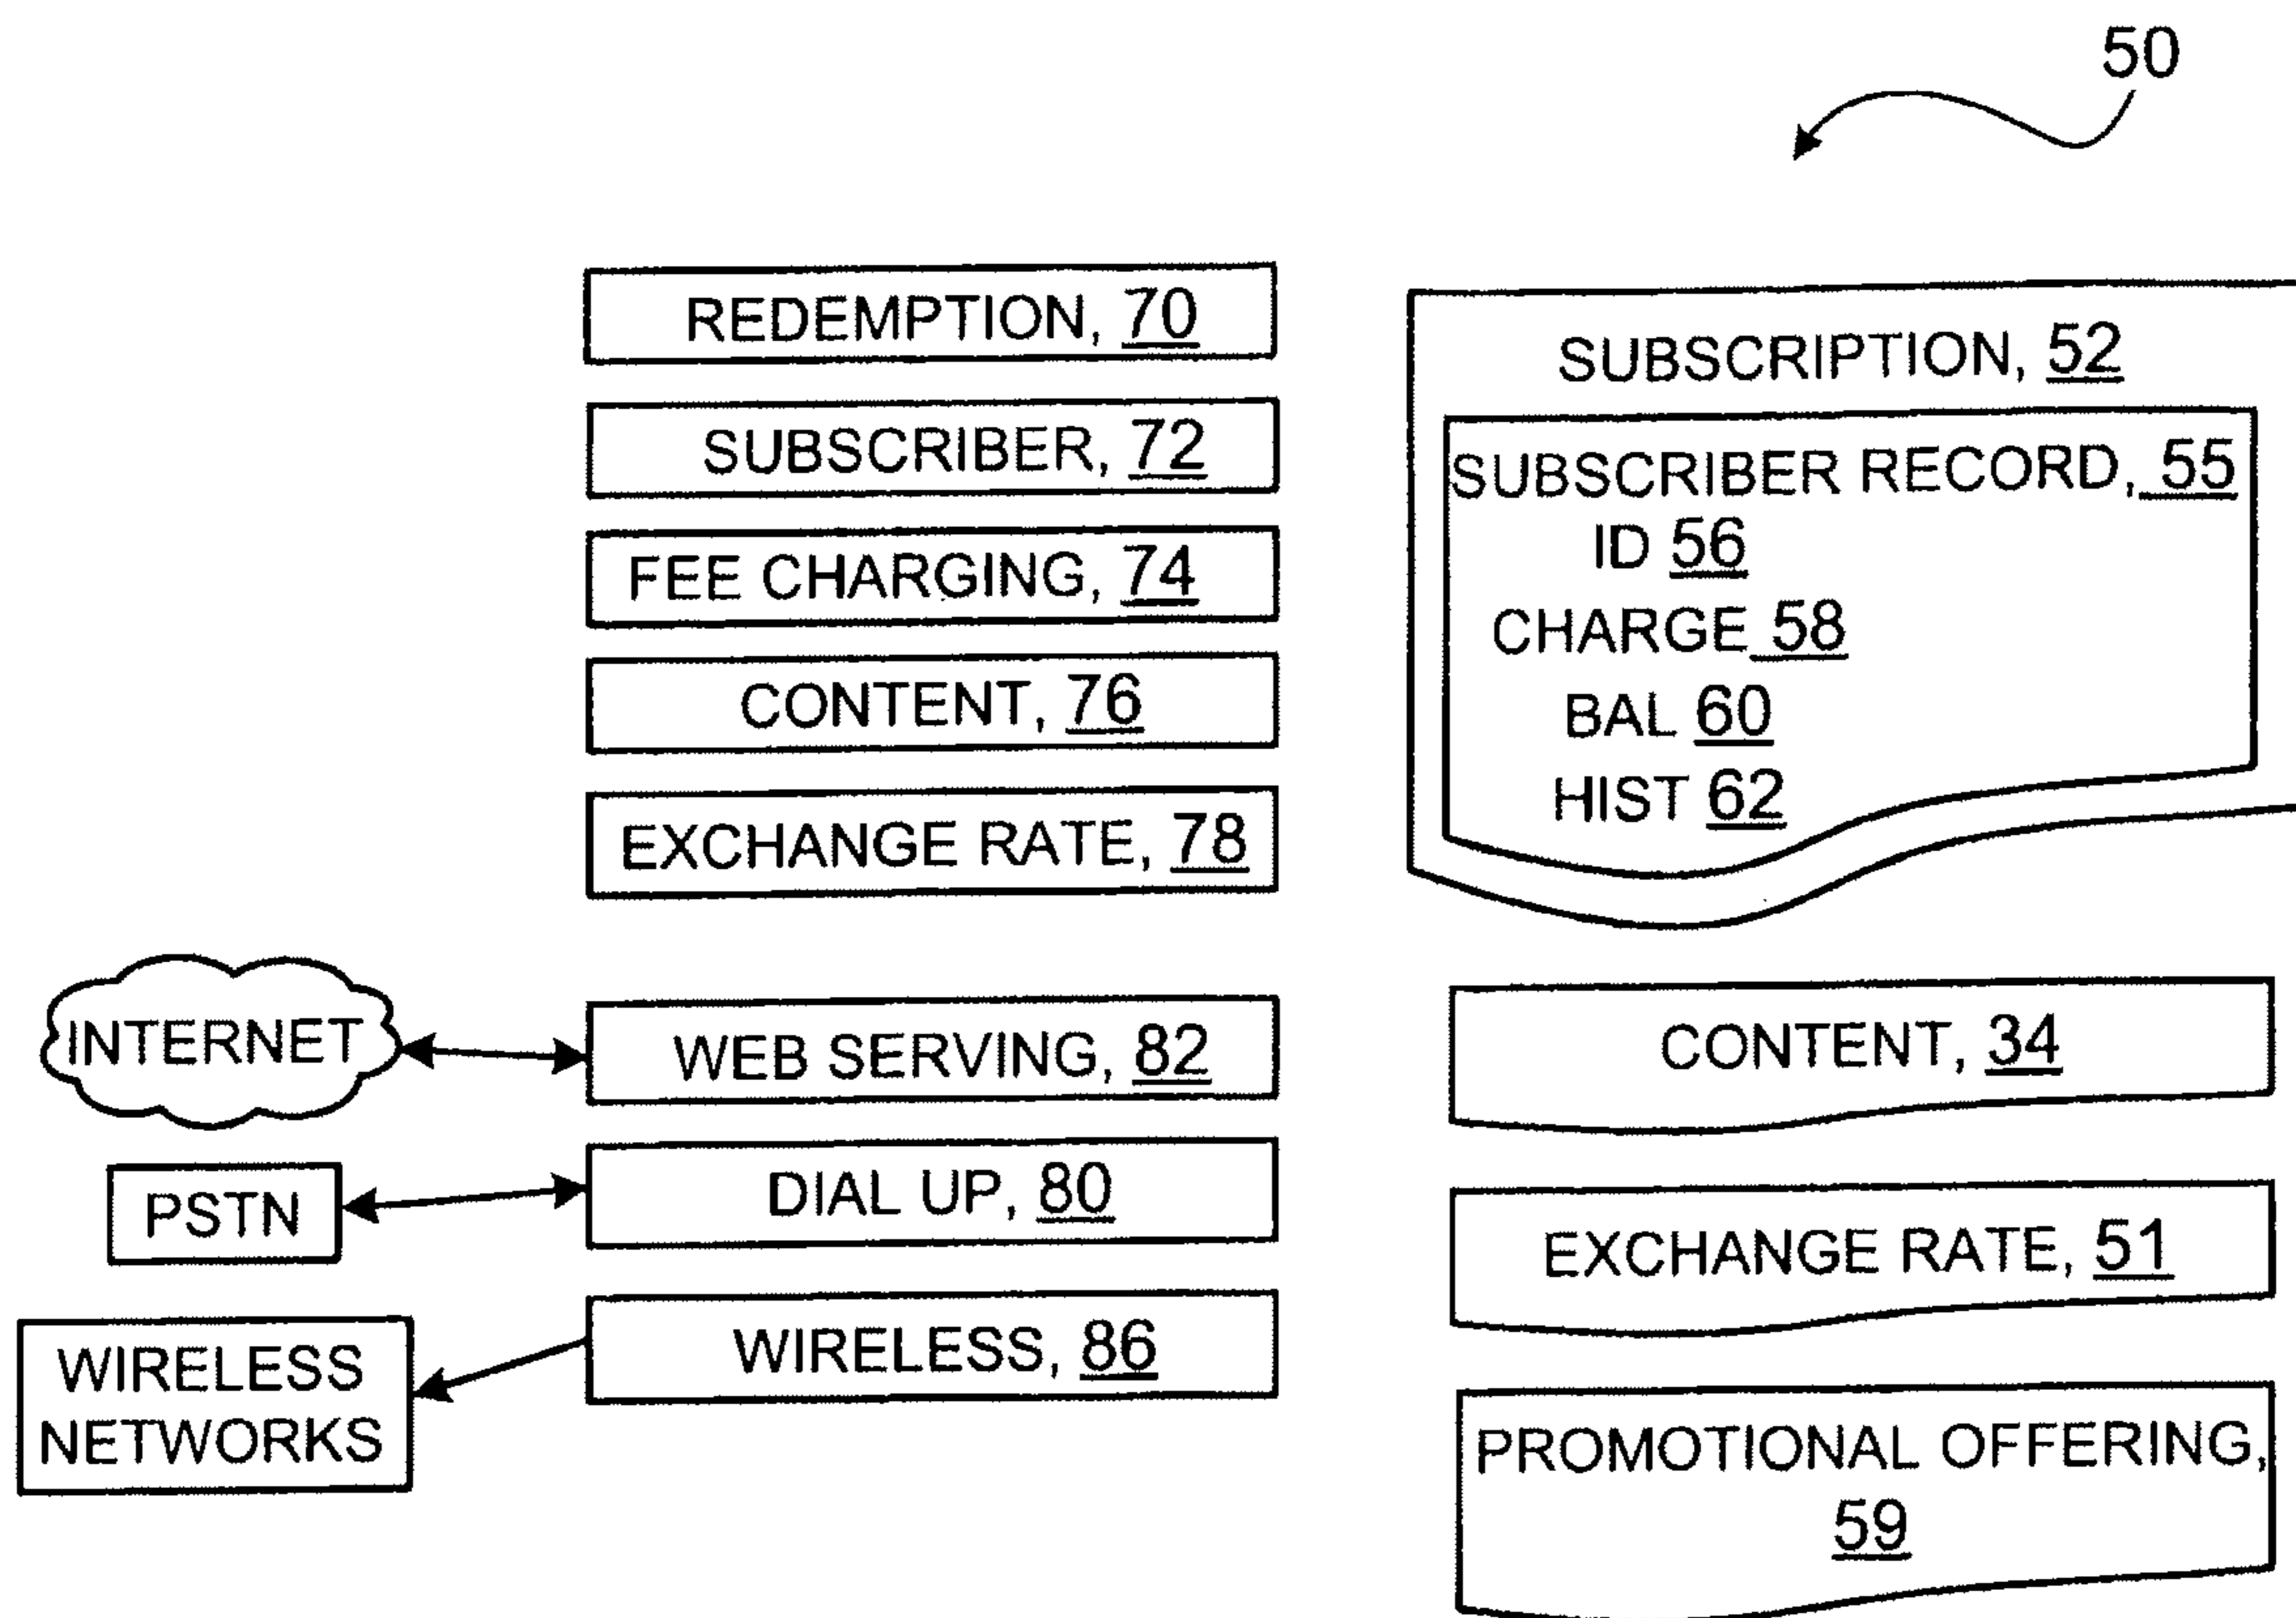 50
REDEMPTION, 70
SUBSCRIBER, 72
FEE CHARGING, 74
CONTENT, 76
EXCHANGE RATE, 78
SUBSCRIPTION, 52
SUBSCRIBER RECORD, 55
ID 56
CHARGE 58
BAL 60
HIST 62
INTERNET
WEB SERVING, 82
PSTN
DIAL UP, 80
WIRELESS
NETWORKS
WIRELESS, 86
CONTENT, 34
EXCHANGE RATE, 51
PROMOTIONAL OFFERING,
59